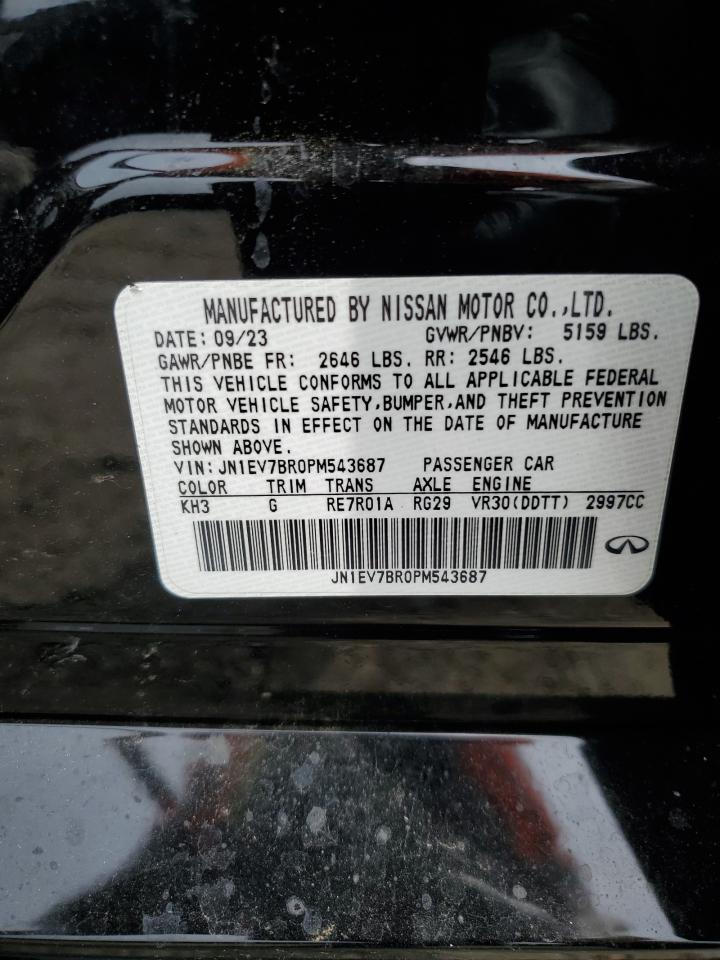 MANUFACTURED BY NISSAN MOTOR CO.,LTD.
DATE: 09/23 GVWR/PNBV: 5159 LBS.
GAWR/PNBE FR: 2646 LBS. RR: 2546 LBS.
THIS VEHICLE CONFORMS TO ALL APPLICABLE FEDERAL
MOTOR VEHICLE SAFETY,BUMPER,AND THEFT PREVENTION
STANDARDS IN EFFECT ON THE DATE OF MANUFACTURE
SHOWN ABOVE.
VIN: JN1EV7BR0PM543687 PASSENGER CAR
COLOR TRIM TRANS AXLE ENGINE
KH3 G RE7R01A RG29 VR30(DDTT) 2997CC
JN1EV7BR0PM543687